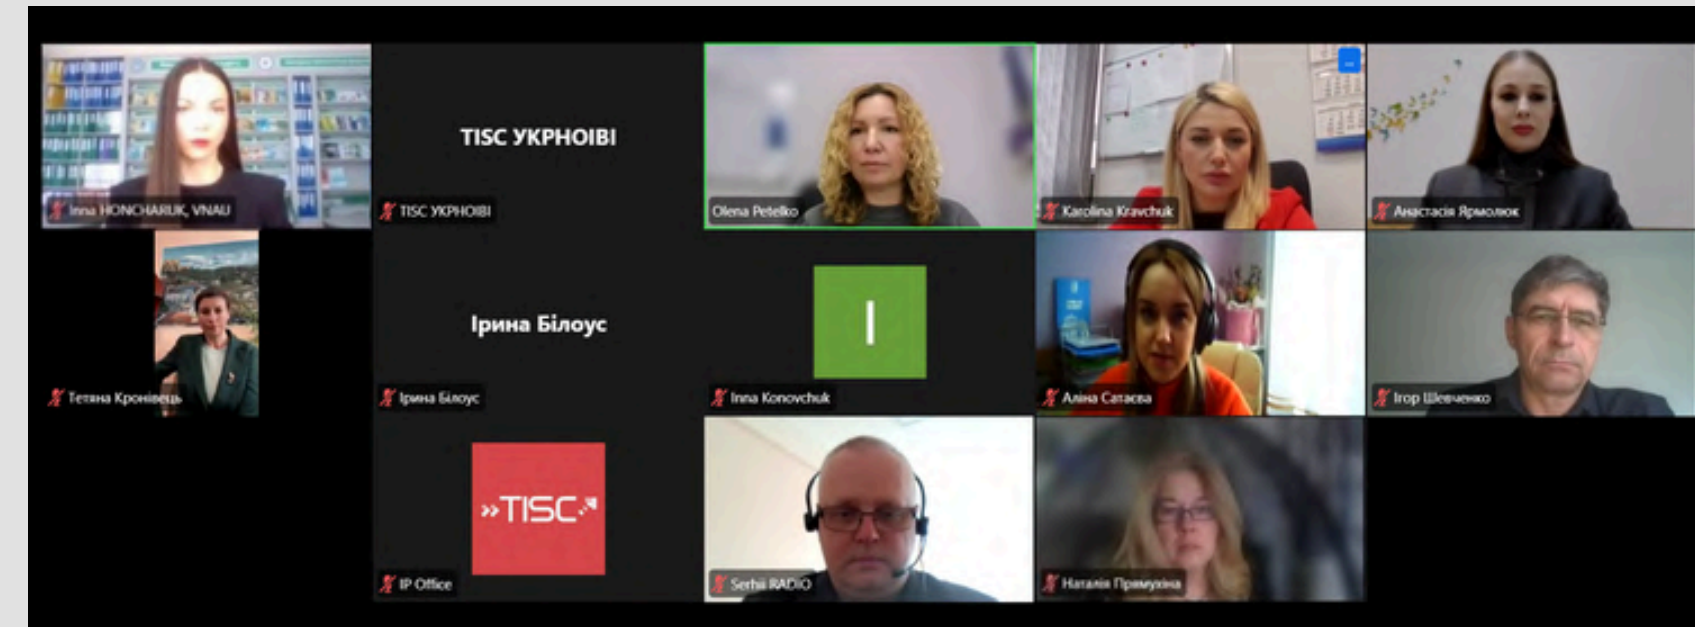 Inna HONCHARUK, VNAU
TISC УКРНОІВІ
TISC УКРНОІВІ
Olena Petelko
Karolina Kravchuk
...
Анастасія Ярмолюк
Тетяна Кронівець
Ірина Білоус
Ірина Білоус
I
Inna Konovchuk
Аліна Сатаєва
Ігор Шевченко
»TISC
IP Office
Serhii RADIO
Наталія Прямухіна